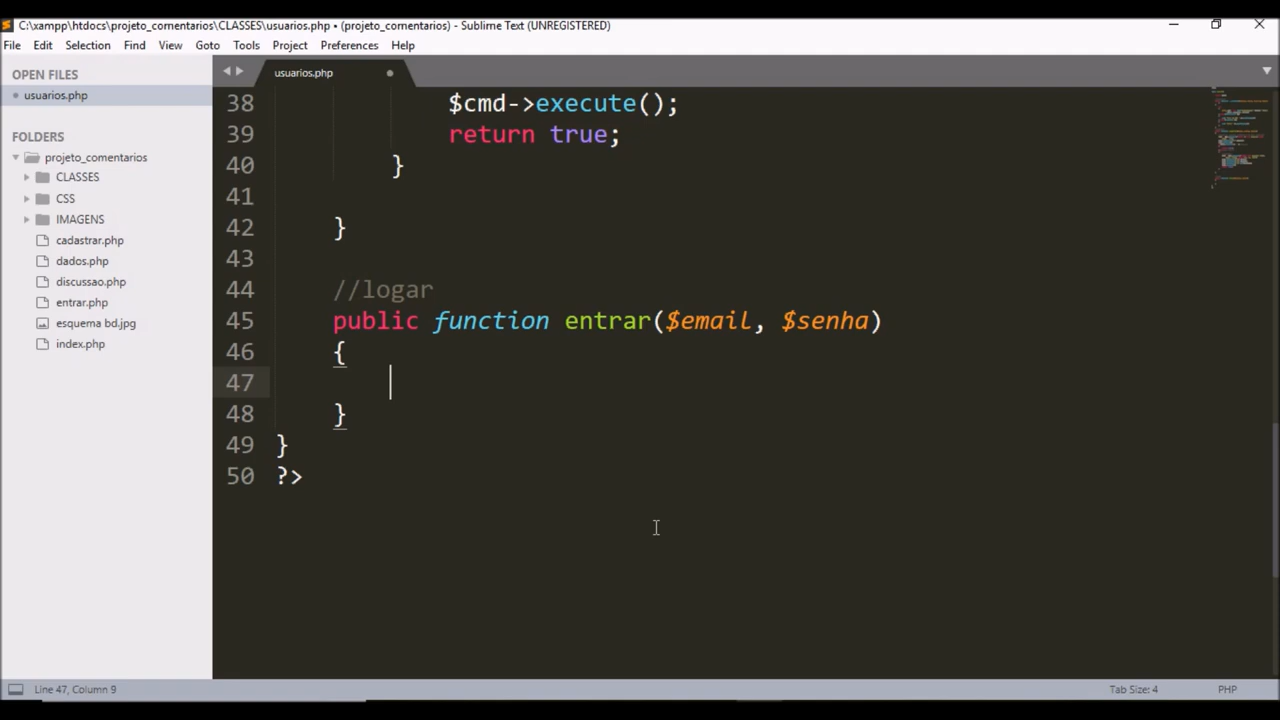 C:\xampp\htdocs\projeto_comentarios\CLASSES\usuarios.php • (projeto_comentarios) - Sublime Text (UNREGISTERED)
File Edit Selection Find View Goto Tools Project Preferences Help
OPEN FILES
usuarios.php
FOLDERS
projeto_comentarios
CLASSES
CSS
IMAGENS
cadastrar.php
dados.php
discussao.php
entrar.php
esquema bd.jpg
index.php
usuarios.php
38 $cmd->execute();
39 return true;
40 }
41
42 }
43
44 //logar
45 public function entrar($email, $senha)
46 {
47
48 }
49 }
50 ?>
Line 47, Column 9
Tab Size: 4
PHP